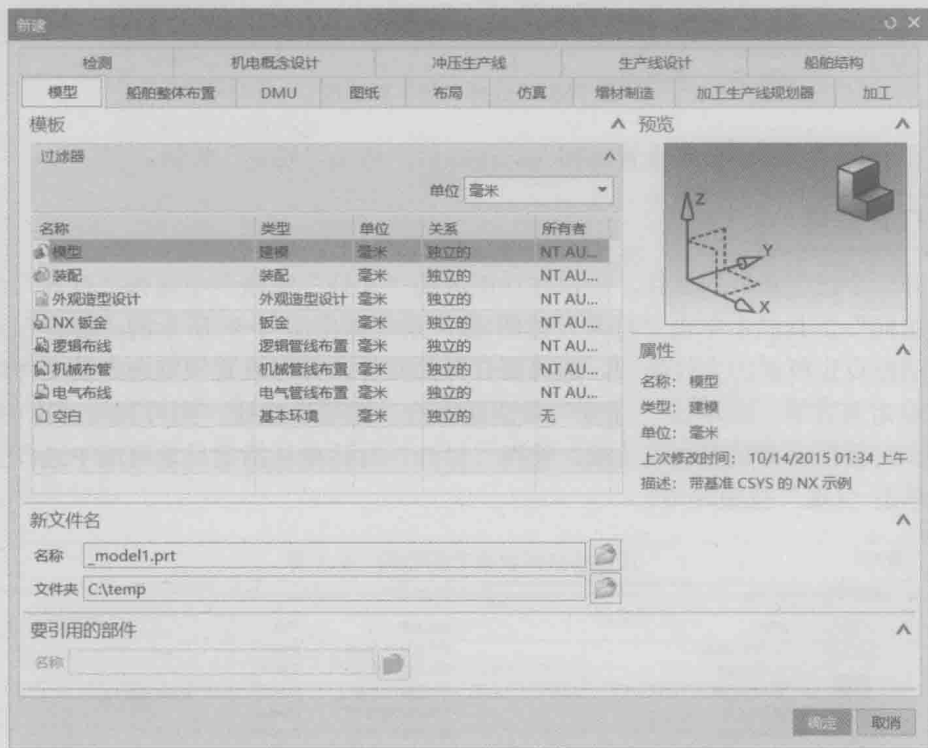 新建
检测 机电概念设计 冲压生产线 生产线设计 船舶结构
模型 船舶整体布置 DMU 图纸 布局 仿真 增材制造 加工生产线规划器 加工
模板 预览
过滤器
单位 毫米
名称 类型 单位 关系 所有者
模型 建模 毫米 独立的 NT AU...
装配 装配 毫米 独立的 NT AU...
外观造型设计 外观造型设计 毫米 独立的 NT AU...
NX 钣金 钣金 毫米 独立的 NT AU...
逻辑布线 逻辑管线布置 毫米 独立的 NT AU...
机械布管 机械管线布置 毫米 独立的 NT AU...
电气布线 电气管线布置 毫米 独立的 NT AU...
空白 基本环境 毫米 独立的 无
Z
Y
X
属性
名称: 模型
类型: 建模
单位: 毫米
上次修改时间: 10/14/2015 01:34 上午
描述: 带基准 CSYS 的 NX 示例
新文件名
名称 _model1.prt
文件夹 C:\temp
要引用的部件
名称
确定 取消